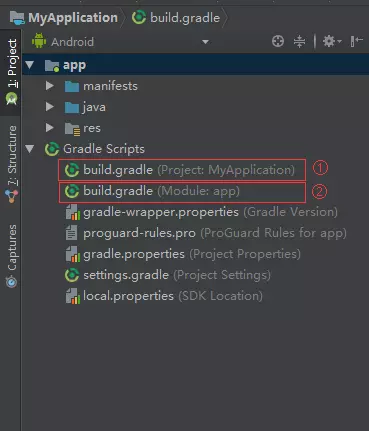 MyApplication build.gradle
Android
app
manifests
java
res
Gradle Scripts
build.gradle (Project: MyApplication) ①
build.gradle (Module: app) ②
gradle-wrapper.properties (Gradle Version)
proguard-rules.pro (ProGuard Rules for app)
gradle.properties (Project Properties)
settings.gradle (Project Settings)
local.properties (SDK Location)
1: Project
7: Structure
Captures